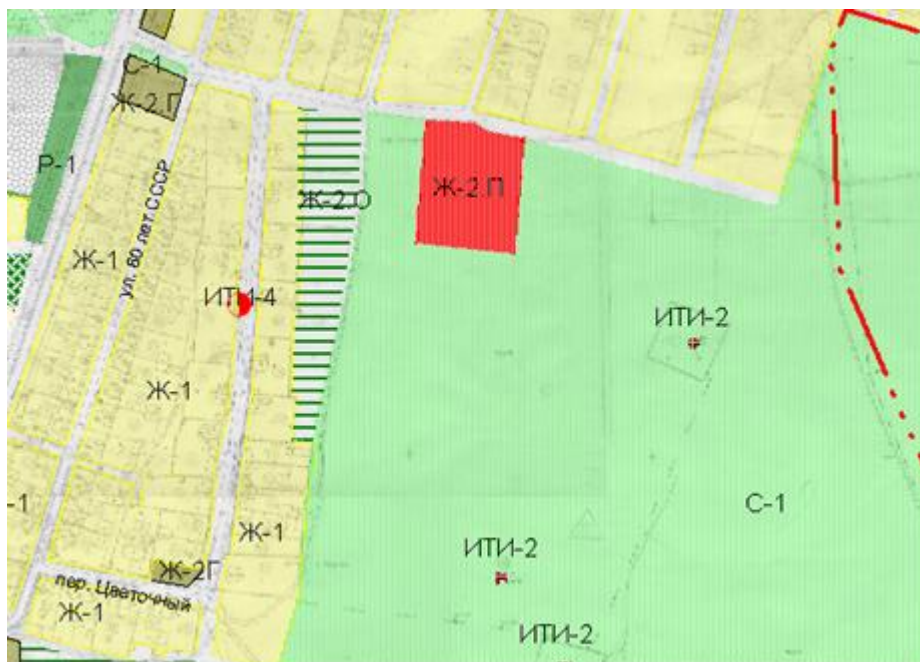 С-1
Ж-2.Г
Р-1
Ж-2.О
Ж-2.П
ул. 60 лет.СССР
Ж-1
ИТИ-4
ИТИ-2
Ж-1
-1
С-1
Ж-1
ИТИ-2
Ж-2Г
пер. Цветочный
Ж-1
ИТИ-2